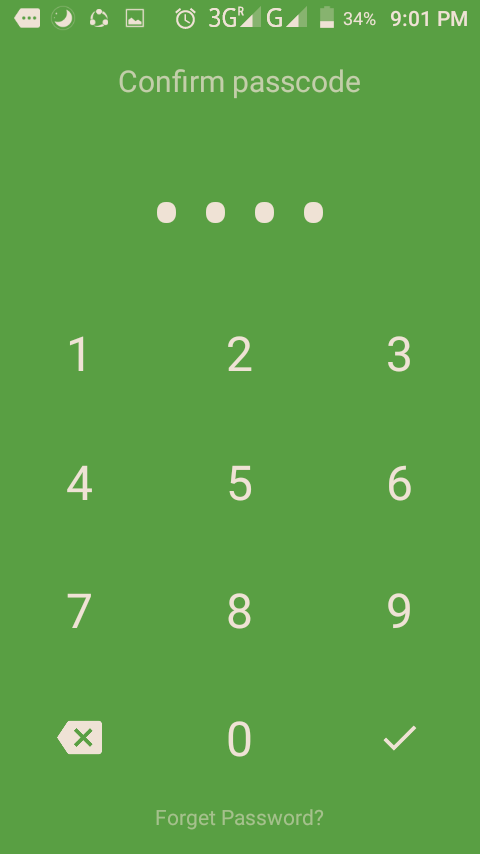 3G R G 34% 9:01 PM
Confirm passcode
1 2 3
4 5 6
7 8 9
0
Forget Password?